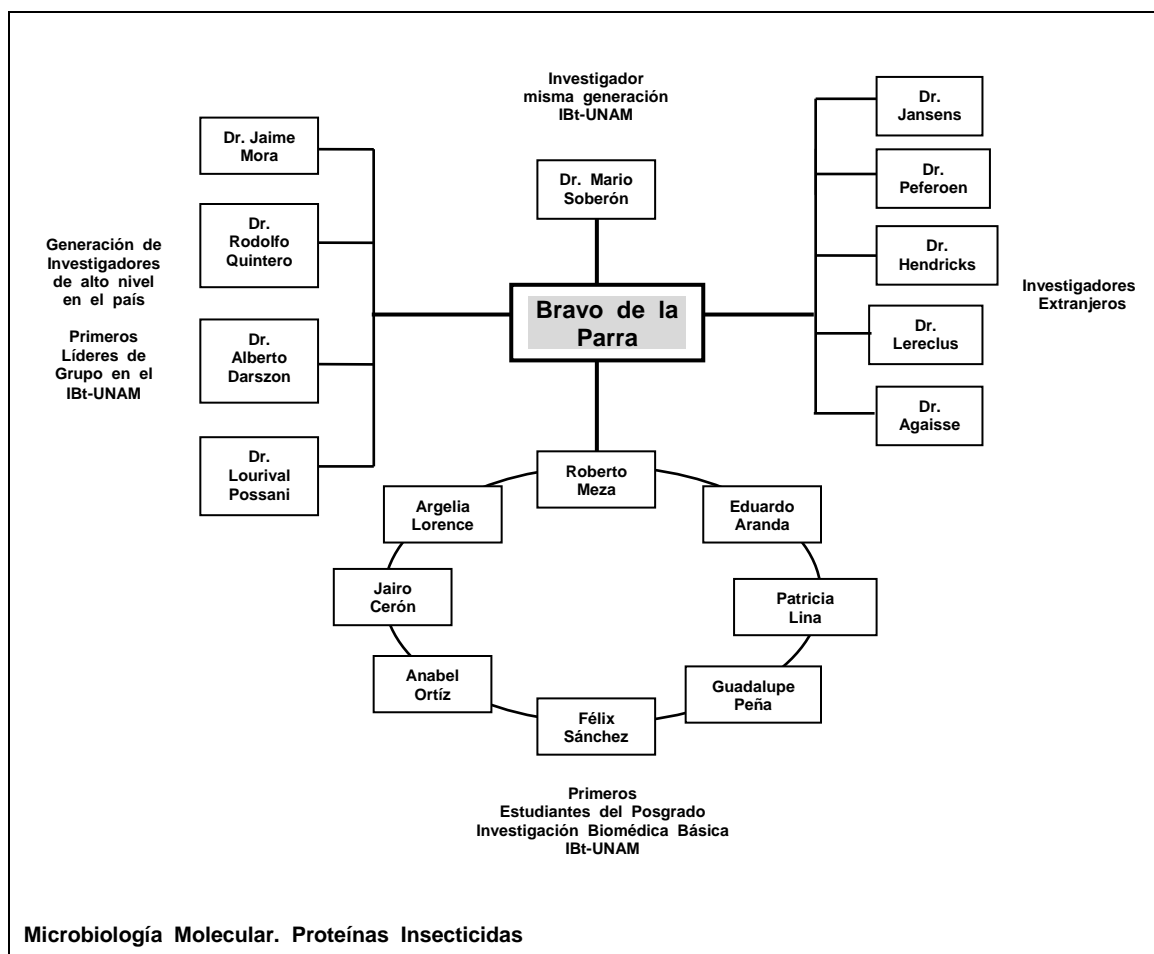 Investigador
misma generación
IBt-UNAM
Dr. Mario
Soberón
Dr. Jaime
Mora
Dr.
Rodolfo
Quintero
Dr.
Alberto
Darszon
Dr.
Lourival
Possani
Generación de
Investigadores
de alto nivel
en el país
Primeros
Líderes de
Grupo en el
IBt-UNAM
Bravo de la
Parra
Dr.
Jansens
Dr.
Peferoen
Dr.
Hendricks
Dr.
Lereclus
Dr.
Agaisse
Investigadores
Extranjeros
Roberto
Meza
Argelia
Lorence
Eduardo
Aranda
Jairo
Cerón
Patricia
Lina
Anabel
Ortíz
Guadalupe
Peña
Félix
Sánchez
Primeros
Estudiantes del Posgrado
Investigación Biomédica Básica
IBt-UNAM
Microbiología Molecular. Proteínas Insecticidas